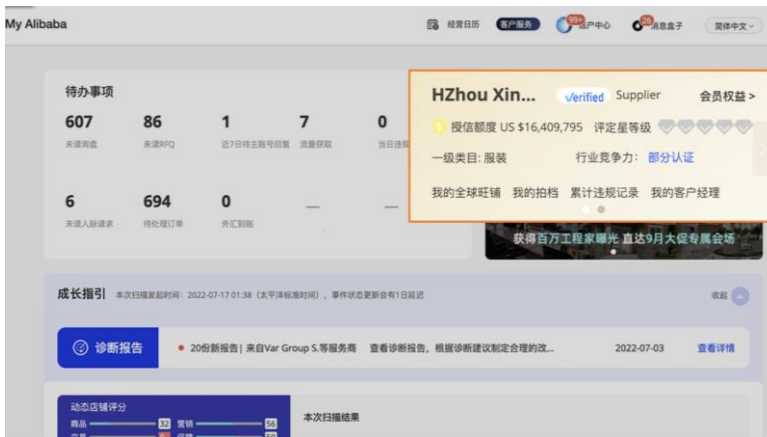 My Alibaba
经营日历 客户服务 99+ 户中心 26 消息盒子 简体中文
待办事项
607 86 1 7 0
未读询盘 未读RFQ 近7日待主账号回复 流量获取 当日违规
6 694 0 — —
未读人脉请求 待处理订单 外汇到账
HZhou Xin... Verified Supplier 会员权益 >
授信额度 US $16,409,795 评定星等级
一级类目: 服装 行业竞争力: 部分认证
我的全球旺铺 我的拍档 累计违规记录 我的客户经理
获得百万工程家曝光 直达9月大促专属会场
成长指引 本次扫描发起时间: 2022-07-17 01:38 (太平洋标准时间) , 事件状态更新会有1日延迟 收起
诊断报告 • 20份新报告| 来自Var Group S.等服务商 查看诊断报告, 根据诊断建议制定合理的改... 2022-07-03 查看详情
动态店铺评分 本次扫描结果
商品 32 营销 56